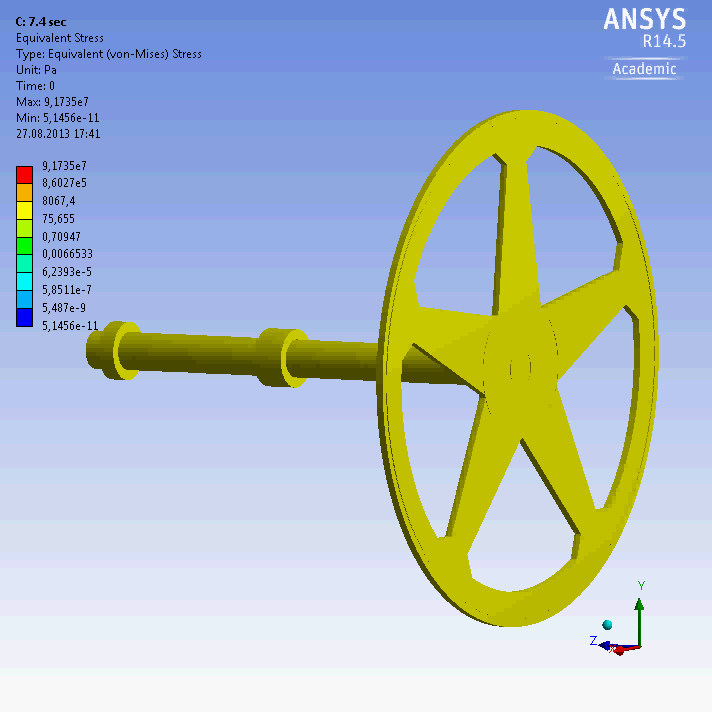 C: 7.4 sec
Equivalent Stress
Type: Equivalent (von-Mises) Stress
Unit: Pa
Time: 0
Max: 9,1735e7
Min: 5,1456e-11
27.08.2013 17:41
ANSYS
R14.5
Academic
9,1735e7
8,6027e5
8067,4
75,655
0,70947
0,0066533
6,2393e-5
5,8511e-7
5,487e-9
5,1456e-11
Y
Z